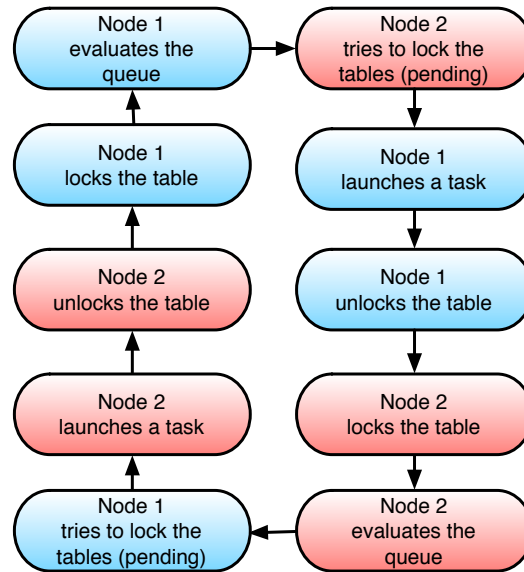 Node 1
evaluates the
queue
Node 2
tries to lock the
tables (pending)
Node 1
locks the table
Node 1
launches a task
Node 2
unlocks the table
Node 1
unlocks the table
Node 2
launches a task
Node 2
locks the table
Node 1
tries to lock the
tables (pending)
Node 2
evaluates the
queue